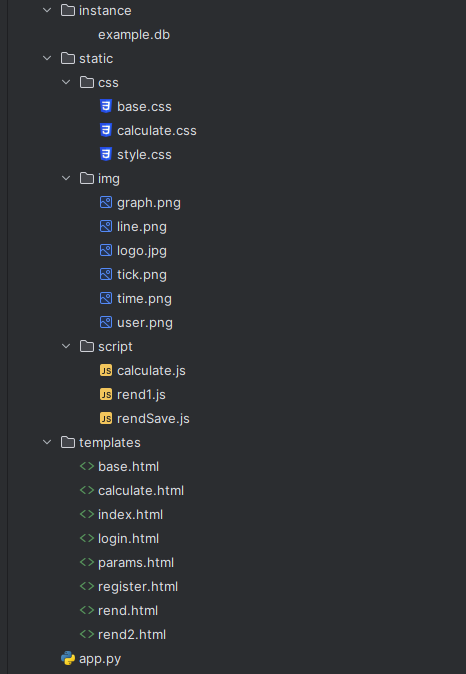 instance
example.db
static
css
base.css
calculate.css
style.css
img
graph.png
line.png
logo.jpg
tick.png
time.png
user.png
script
calculate.js
rend1.js
rendSave.js
templates
base.html
calculate.html
index.html
login.html
params.html
register.html
rend.html
rend2.html
app.py